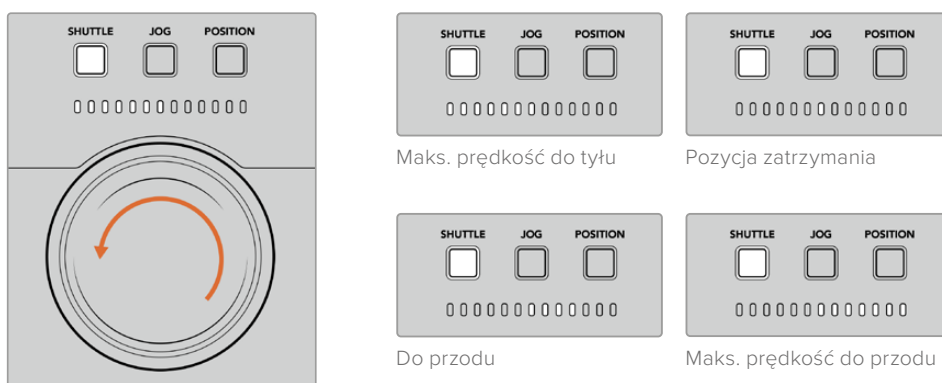 SHUTTLE JOG POSITION
SHUTTLE JOG POSITION
Maks. prędkość do tyłu
SHUTTLE JOG POSITION
Pozycja zatrzymania
SHUTTLE JOG POSITION
Do przodu
SHUTTLE JOG POSITION
Maks. prędkość do przodu